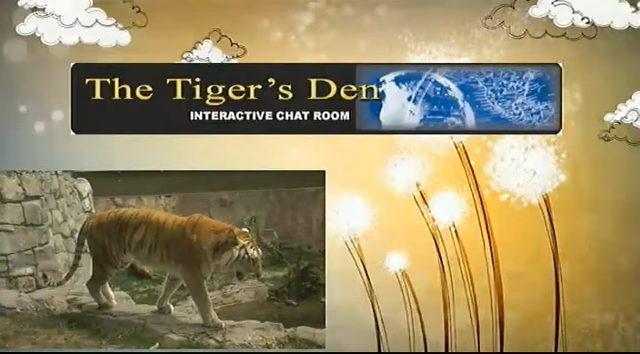 The Tiger's Den
INTERACTIVE CHAT ROOM